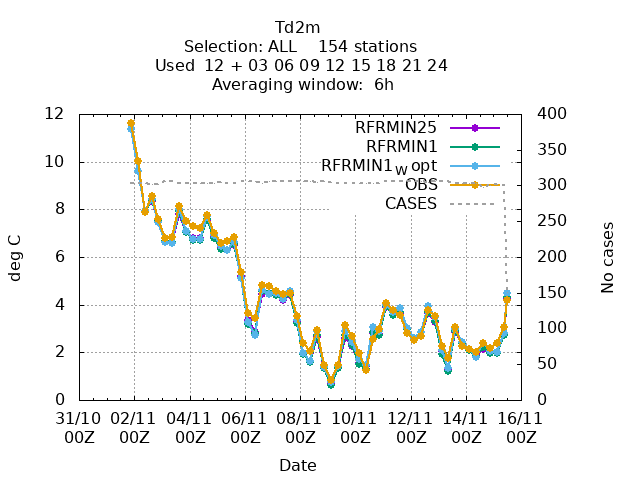 Td2m
Selection: ALL    154 stations
Used  12 + 03 06 09 12 15 18 21 24
Averaging window:  6h
RFRMIN25
RFRMIN1
RFRMIN1w opt
OBS
CASES
12
10
8
6
4
2
0
deg C
400
350
300
250
200
150
100
50
0
No cases
31/10 02/11 04/11 06/11 08/11 10/11 12/11 14/11 16/11
00Z 00Z 00Z 00Z 00Z 00Z 00Z 00Z 00Z
Date